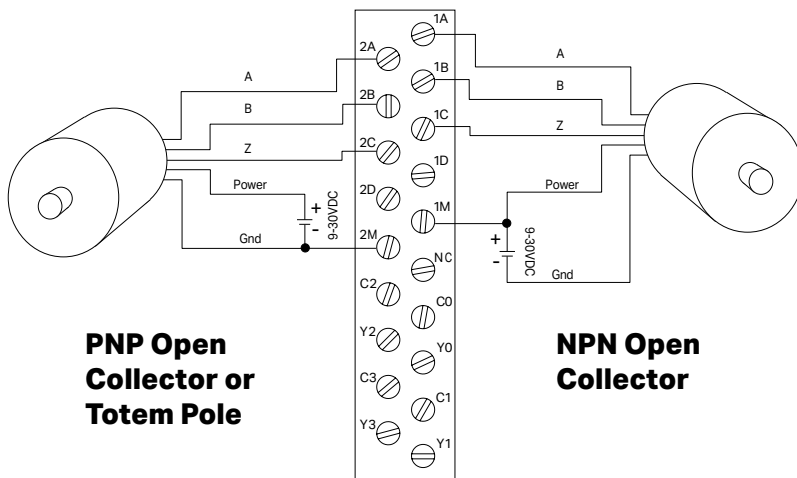 1A
2A
A
A
1B
B
2B
B
1C
Z
2C
Z
1D
Power
2D
Power
+
-
9-30VDC
1M
Gnd
2M
+
-
9-30VDC
NC
Gnd
C2
C0
Y2
Y0
C3
C1
Y3
Y1
PNP Open
Collector or
Totem Pole
NPN Open
Collector